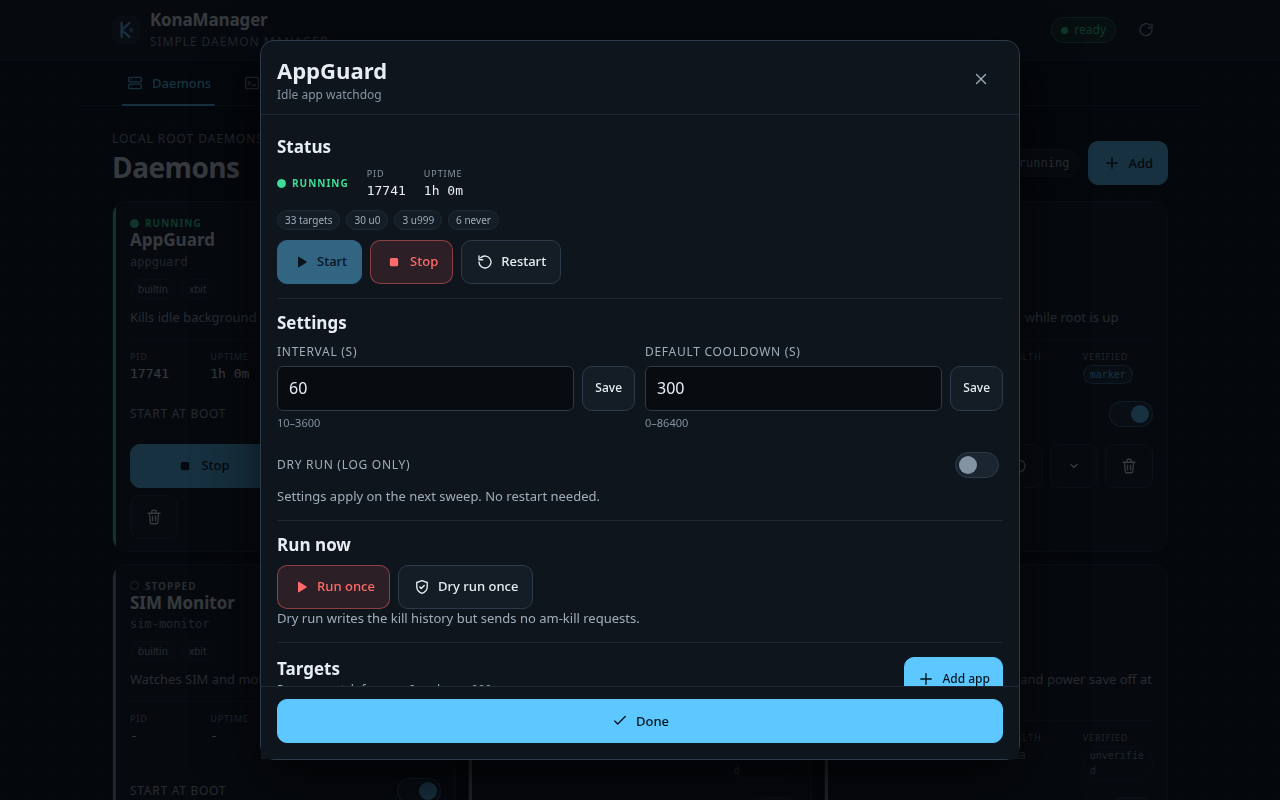 KonaManager
SIMPLE DAEMON MANAGER
ready
Daemons
LOCAL ROOT DAEMONS
Daemons
running
Add
RUNNING
AppGuard
appguard
builtin
xbit
Kills idle background
while root is up
PID
UPTIME
VERIFIED
17741
1h 0m
marker
START AT BOOT
Stop
STOPPED
SIM Monitor
sim-monitor
builtin
xbit
Watches SIM and mo
and power save off at
PID
UPTIME
VERIFIED
-
-
unverifie
d
d
START AT BOOT
AppGuard
Idle app watchdog
Status
RUNNING
PID
17741
UPTIME
1h 0m
33 targets
30 u0
3 u999
6 never
Start
Stop
Restart
Settings
INTERVAL (S)
DEFAULT COOLDOWN (S)
60
Save
300
Save
10–3600
0–86400
DRY RUN (LOG ONLY)
Settings apply on the next sweep. No restart needed.
Run now
Run once
Dry run once
Dry run writes the kill history but sends no am-kill requests.
Targets
Add app
Done